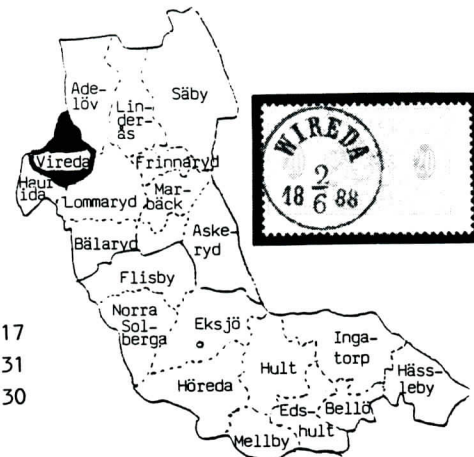 Ade-
löv
Lin-
der-
ås
Säby
Vireda
Haur
ida
Lommaryd
Frinnaryd
Mar-
bäck
Bälaryd
Aske-
ryd
Flisby
Norra
Sol-
berga
Eksjö
Höreda
Hult
Inga-
torp
Häss-
leby
Eds-
hult
Bellö
Mellby
WIREDA
2
18 88
6
17
31
30